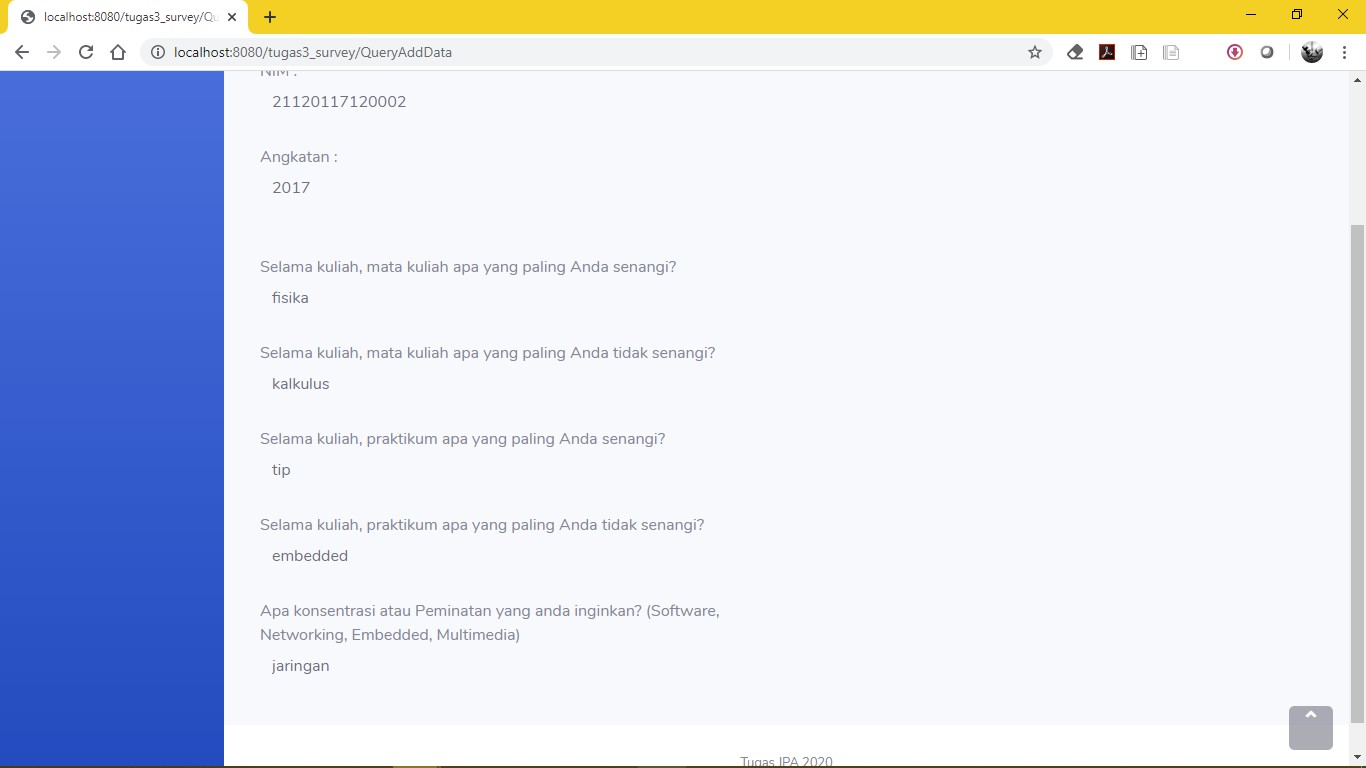 localhost:8080/tugas3_survey/Qu
localhost:8080/tugas3_survey/QueryAddData
NIM :
21120117120002
Angkatan :
2017
Selama kuliah, mata kuliah apa yang paling Anda senangi?
fisika
Selama kuliah, mata kuliah apa yang paling Anda tidak senangi?
kalkulus
Selama kuliah, praktikum apa yang paling Anda senangi?
tip
Selama kuliah, praktikum apa yang paling Anda tidak senangi?
embedded
Apa konsentrasi atau Peminatan yang anda inginkan? (Software,
Networking, Embedded, Multimedia)
jaringan
Tugas IPA 2020